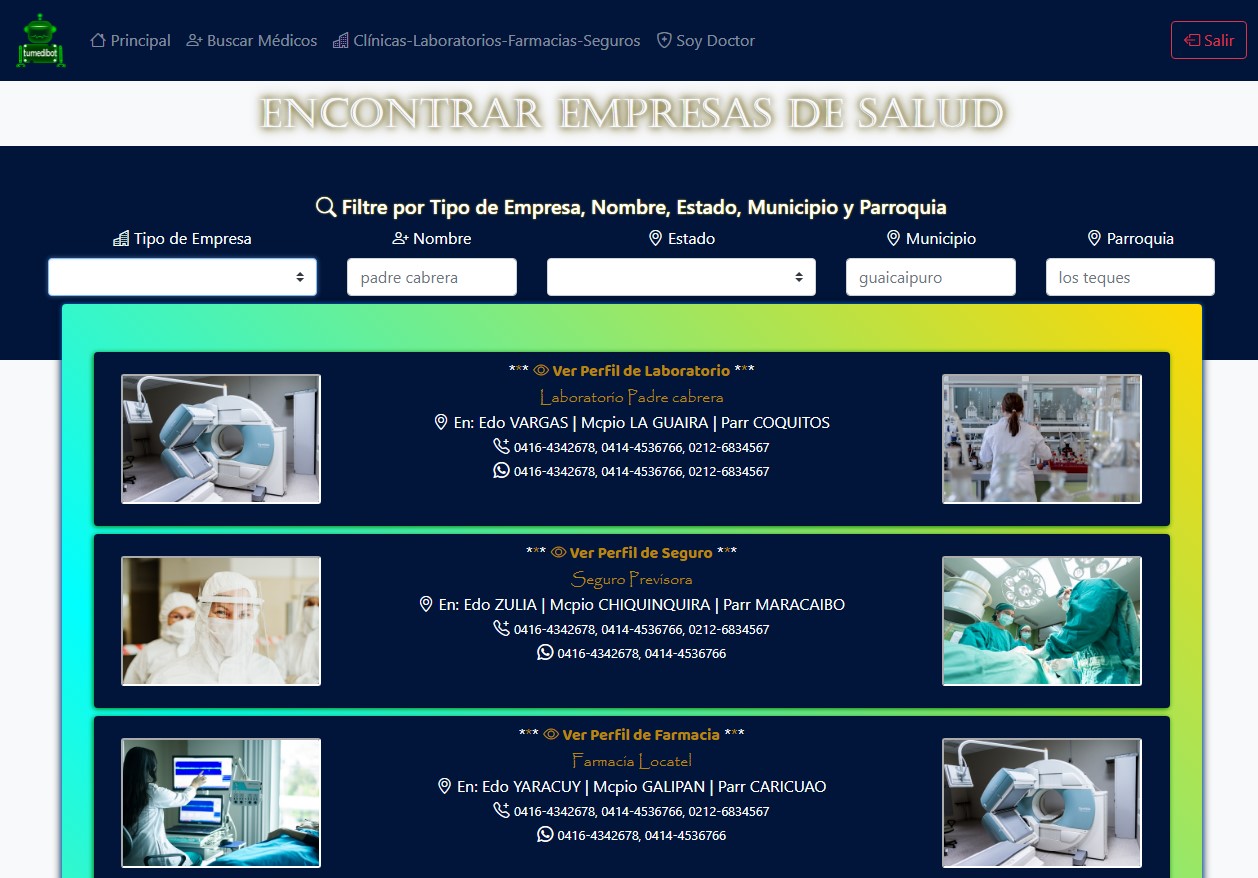 tumedibot
Principal Buscar Médicos Clínicas-Laboratorios-Farmacias-Seguros Soy Doctor Salir
ENCONTRAR EMPRESAS DE SALUD
Filtre por Tipo de Empresa, Nombre, Estado, Municipio y Parroquia
Tipo de Empresa Nombre Estado Municipio Parroquia
padre cabrera guaicaipuro los teques
*** Ver Perfil de Laboratorio ***
Laboratorio Padre cabrera
En: Edo VARGAS | Mcpio LA GUAIRA | Parr COQUITOS
0416-4342678, 0414-4536766, 0212-6834567
0416-4342678, 0414-4536766, 0212-6834567
*** Ver Perfil de Seguro ***
Seguro Previsora
En: Edo ZULIA | Mcpio CHIQUINQUIRA | Parr MARACAIBO
0416-4342678, 0414-4536766, 0212-6834567
0416-4342678, 0414-4536766
*** Ver Perfil de Farmacia ***
Farmacia Locatel
En: Edo YARACUY | Mcpio GALIPAN | Parr CARICUAO
0416-4342678, 0414-4536766, 0212-6834567
0416-4342678, 0414-4536766